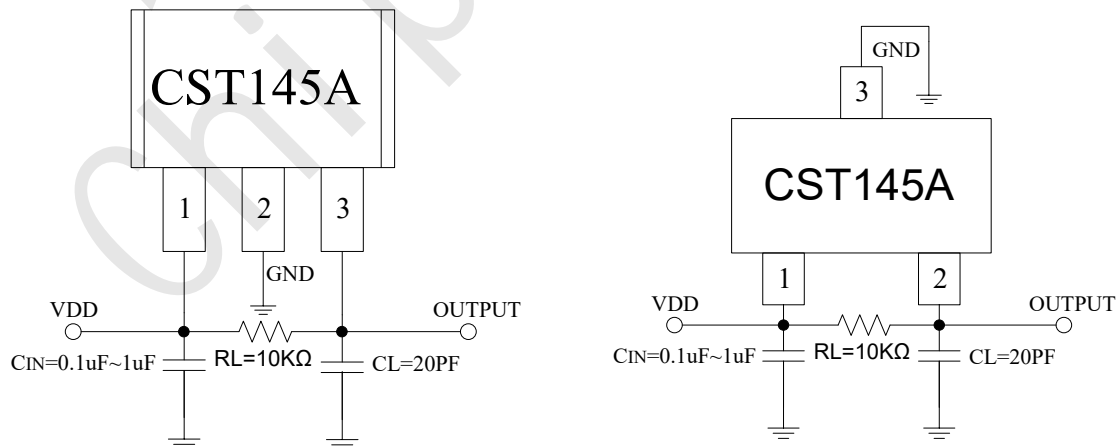 Chip
CST145A
1
2
3
GND
VDD
OUTPUT
CIN=0.1uF~1uF
RL=10KΩ
CL=20PF
GND
3
CST145A
1
2
VDD
OUTPUT
CIN=0.1uF~1uF
RL=10KΩ
CL=20PF